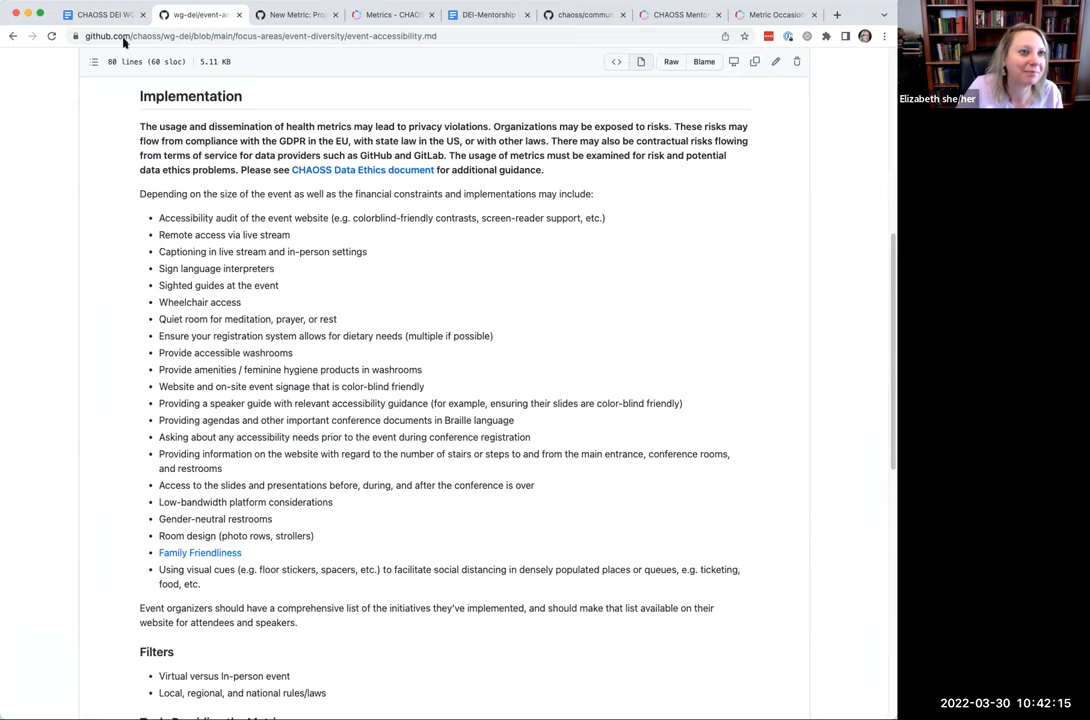 CHAOSS DEI WG
wg-dei/event-ac
New Metric: Proj
Metrics - CHAOS
DEI-Mentorship
chaoss/commun
CHAOSS Mentor
Metric Occasion
github.com/chaoss/wg-dei/blob/main/focus-areas/event-diversity/event-accessibility.md
Elizabeth she/her
80 lines (60 sloc) 5.11 KB
Raw Blame
Implementation
The usage and dissemination of health metrics may lead to privacy violations. Organizations may be exposed to risks. These risks may
flow from compliance with the GDPR in the EU, with state law in the US, or with other laws. There may also be contractual risks flowing
from terms of service for data providers such as GitHub and GitLab. The usage of metrics must be examined for risk and potential
data ethics problems. Please see CHAOSS Data Ethics document for additional guidance.
Depending on the size of the event as well as the financial constraints and implementations may include:
• Accessibility audit of the event website (e.g. colorblind-friendly contrasts, screen-reader support, etc.)
• Remote access via live stream
• Captioning in live stream and in-person settings
• Sign language interpreters
• Sighted guides at the event
• Wheelchair access
• Quiet room for meditation, prayer, or rest
• Ensure your registration system allows for dietary needs (multiple if possible)
• Provide accessible washrooms
• Provide amenities / feminine hygiene products in washrooms
• Website and on-site event signage that is color-blind friendly
• Providing a speaker guide with relevant accessibility guidance (for example, ensuring their slides are color-blind friendly)
• Providing agendas and other important conference documents in Braille language
• Asking about any accessibility needs prior to the event during conference registration
• Providing information on the website with regard to the number of stairs or steps to and from the main entrance, conference rooms,
and restrooms
• Access to the slides and presentations before, during, and after the conference is over
• Low-bandwidth platform considerations
• Gender-neutral restrooms
• Room design (photo rows, strollers)
• Family Friendliness
• Using visual cues (e.g. floor stickers, spacers, etc.) to facilitate social distancing in densely populated places or queues, e.g. ticketing,
food, etc.
Event organizers should have a comprehensive list of the initiatives they've implemented, and should make that list available on their
website for attendees and speakers.
Filters
• Virtual versus In-person event
• Local, regional, and national rules/laws
2022-03-30 10:42:15